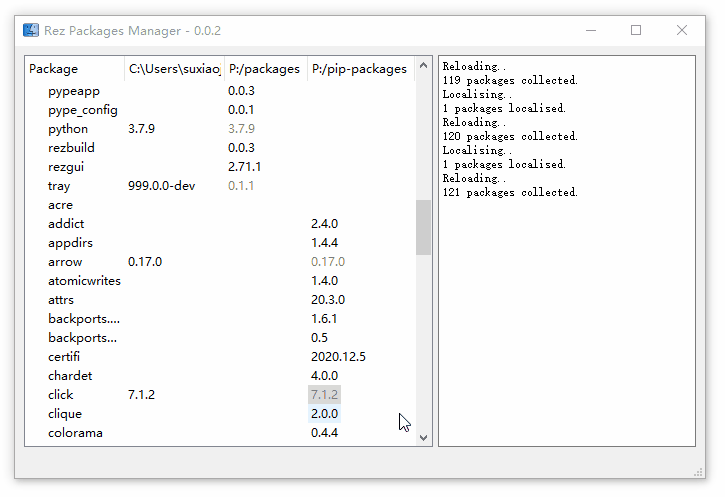 Rez Packages Manager - 0.0.2
Package C:\Users\suxiaoj P:/packages P:/pip-packages
pypeapp 0.0.3
pype_config 0.0.1
python 3.7.9 3.7.9
rezbuild 0.0.3
rezgui 2.71.1
tray 999.0.0-dev 0.1.1
acre
addict 2.4.0
appdirs 1.4.4
arrow 0.17.0 0.17.0
atomicwrites 1.4.0
attrs 20.3.0
backports.... 1.6.1
backports... 0.5
certifi 2020.12.5
chardet 4.0.0
click 7.1.2 7.1.2
clique 2.0.0
colorama 0.4.4
Reloading..
119 packages collected.
Localising..
1 packages localised.
Reloading..
120 packages collected.
Localising..
1 packages localised.
Reloading..
121 packages collected.